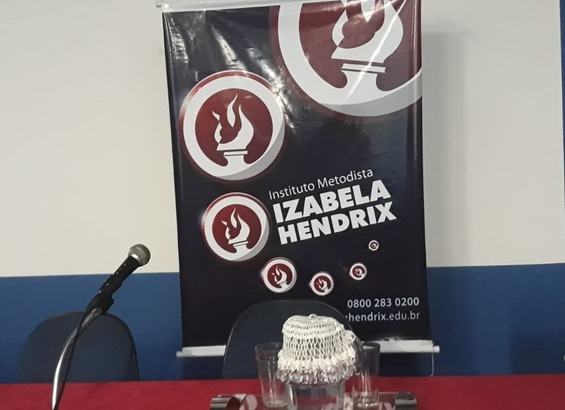 Instituto Metodista
IZABELA
HENDRIX
0800 283 0200
hendrix.edu.br